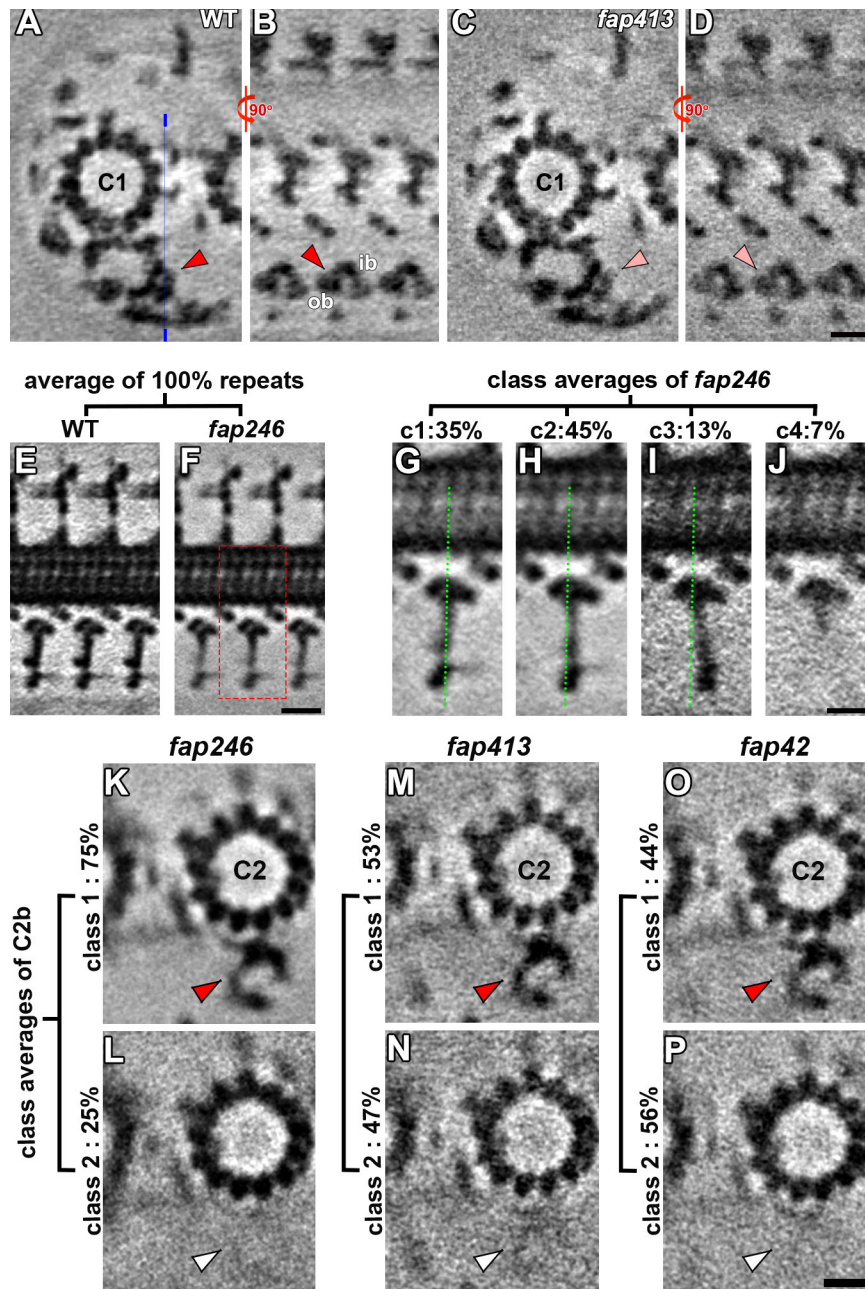 A WT B C fap413 D
90° 90°
C1 C1
ib
ob
average of 100% repeats class averages of fap246
WT fap246 c1:35% c2:45% c3:13% c4:7%
E F G H I J
fap246 fap413 fap42
K M O
C2 C2 C2
class averages of C2b
class 1 : 75% class 1 : 53% class 1 : 44%
L N P
class 2 : 25% class 2 : 47% class 2 : 56%